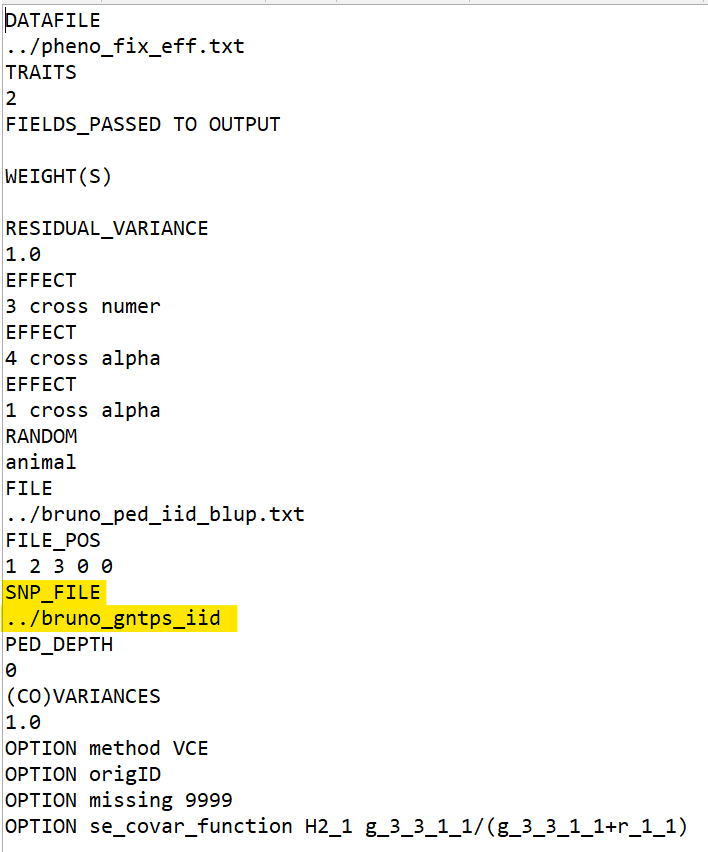 DATAFILE
../pheno_fix_eff.txt
TRAITS
2
FIELDS_PASSED TO OUTPUT
WEIGHT(S)
RESIDUAL_VARIANCE
1.0
EFFECT
3 cross numer
EFFECT
4 cross alpha
EFFECT
1 cross alpha
RANDOM
animal
FILE
../bruno_ped_iid_blup.txt
FILE_POS
1 2 3 0 0
SNP_FILE
../bruno_gntps_iid
PED_DEPTH
0
(CO)VARIANCES
1.0
OPTION method VCE
OPTION origID
OPTION missing 9999
OPTION se_covar_function H2_1 g_3_3_1_1/(g_3_3_1_1+r_1_1)